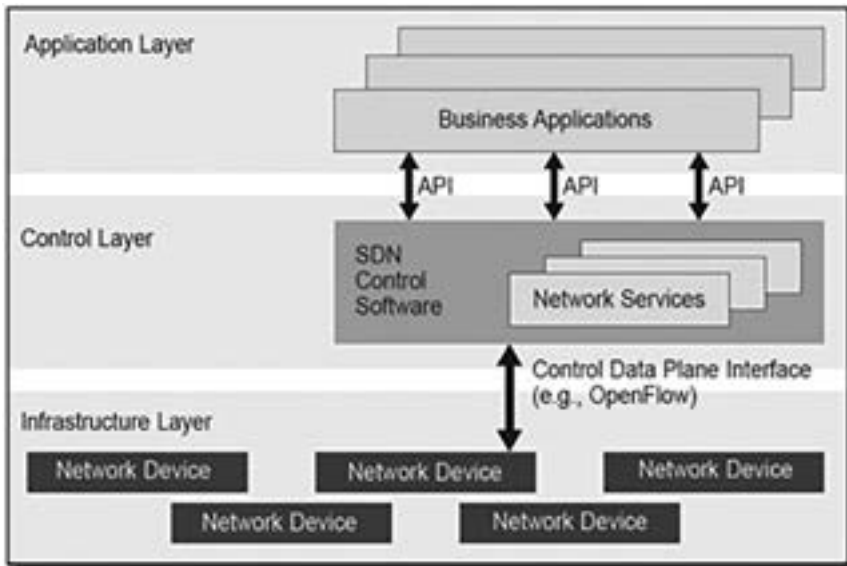 Application Layer
Business Applications
API
API
API
Control Layer
SDN
Control
Software
Network Services
Control Data Plane Interface
(e.g., OpenFlow)
Infrastructure Layer
Network Device
Network Device
Network Device
Network Device
Network Device